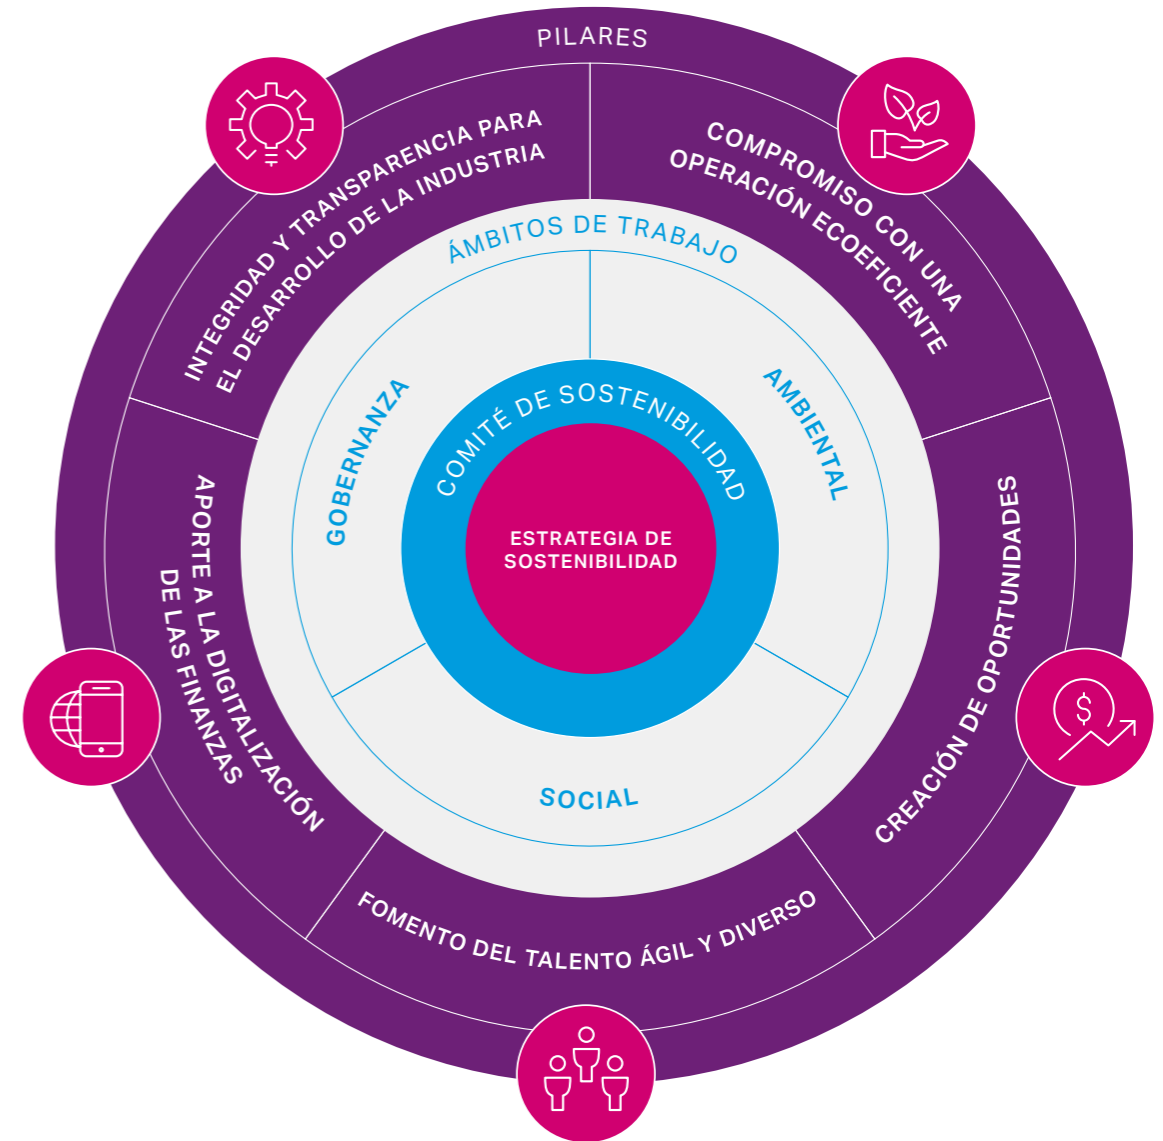 PILARES
INTEGRIDAD Y TRANSPARENCIA PARA
EL DESARROLLO DE LA INDUSTRIA
COMPROMISO CON UNA
OPERACIÓN ECOEFICIENTE
CREACIÓN DE OPORTUNIDADES
FOMENTO DEL TALENTO ÁGIL Y DIVERSO
APORTE A LA DIGITALIZACIÓN
DE LAS FINANZAS
ÁMBITOS DE TRABAJO
GOBERNANZA
AMBIENTAL
SOCIAL
COMITÉ DE SOSTENIBILIDAD
ESTRATEGIA DE
SOSTENIBILIDAD
$